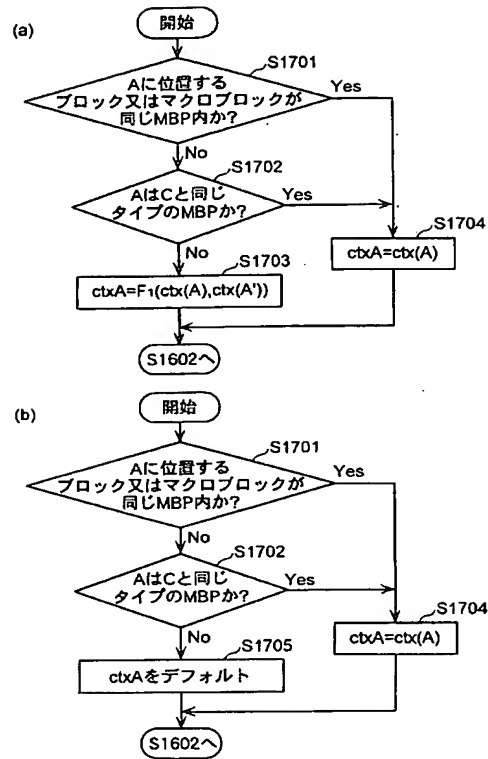 (a)
開始
S1701
Aに位置する
ブロック又はマクロブロックが
同じMBP内か?
Yes
No
S1702
AはCと同じ
タイプのMBPか?
Yes
No
S1704
ctxA=ctx(A)
S1703
ctxA=F₁(ctx(A),ctx(A'))
S1602へ
(b)
開始
S1701
Aに位置する
ブロック又はマクロブロックが
同じMBP内か?
Yes
No
S1702
AはCと同じ
タイプのMBPか?
Yes
No
S1704
ctxA=ctx(A)
S1705
ctxAをデフォルト
S1602へ